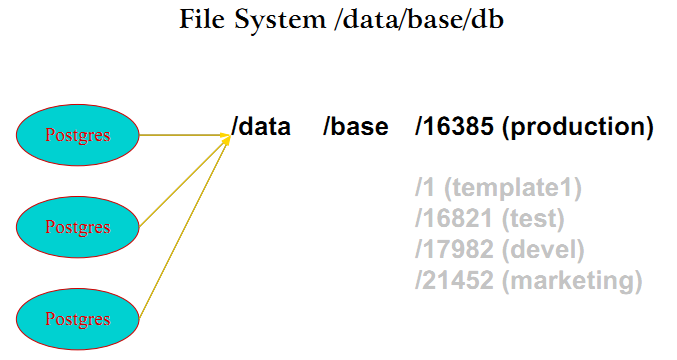 File System /data/base/db
Postgres /data /base /16385 (production)
/1 (template1)
Postgres /16821 (test)
/17982 (devel)
/21452 (marketing)
Postgres